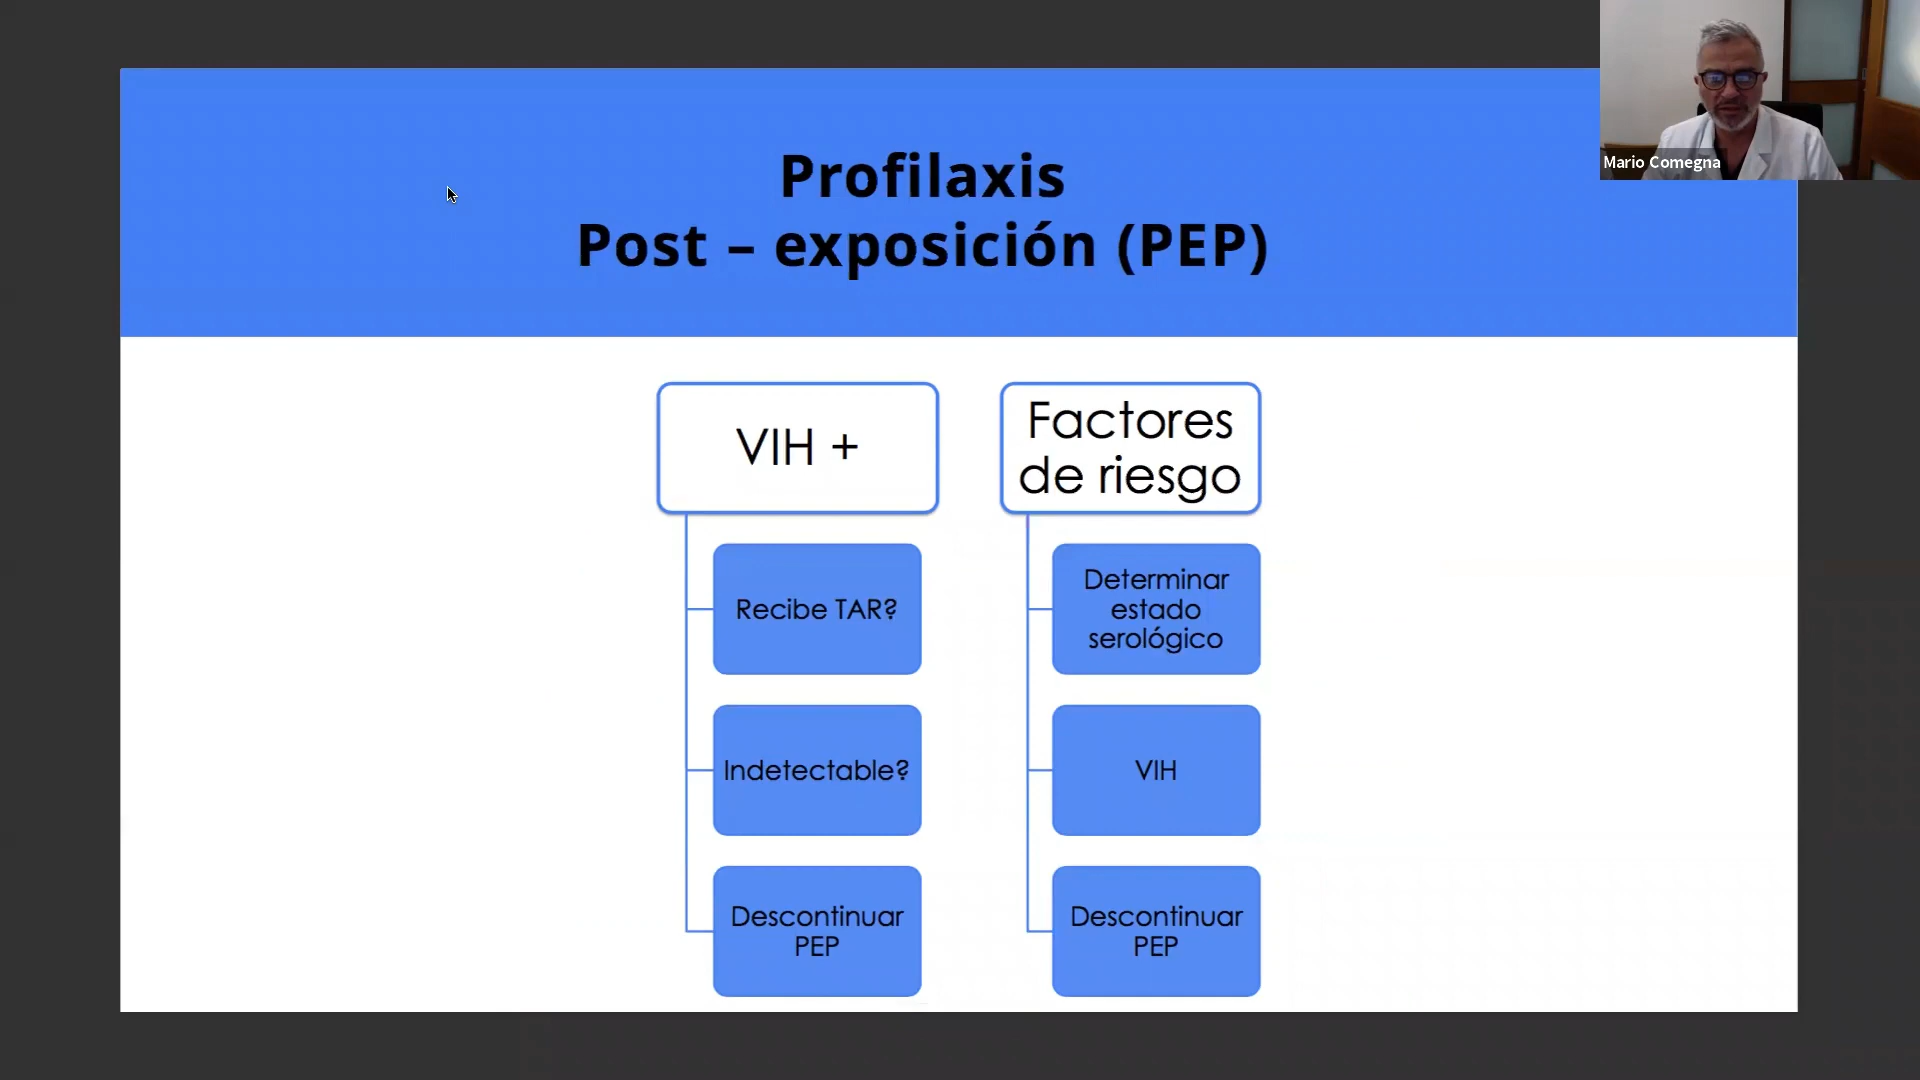 Profilaxis
Post – exposición (PEP)
Mario Comegna
VIH +
Recibe TAR?
Indetectable?
Descontinuar
PEP
Factores
de riesgo
Determinar
estado
serológico
VIH
Descontinuar
PEP